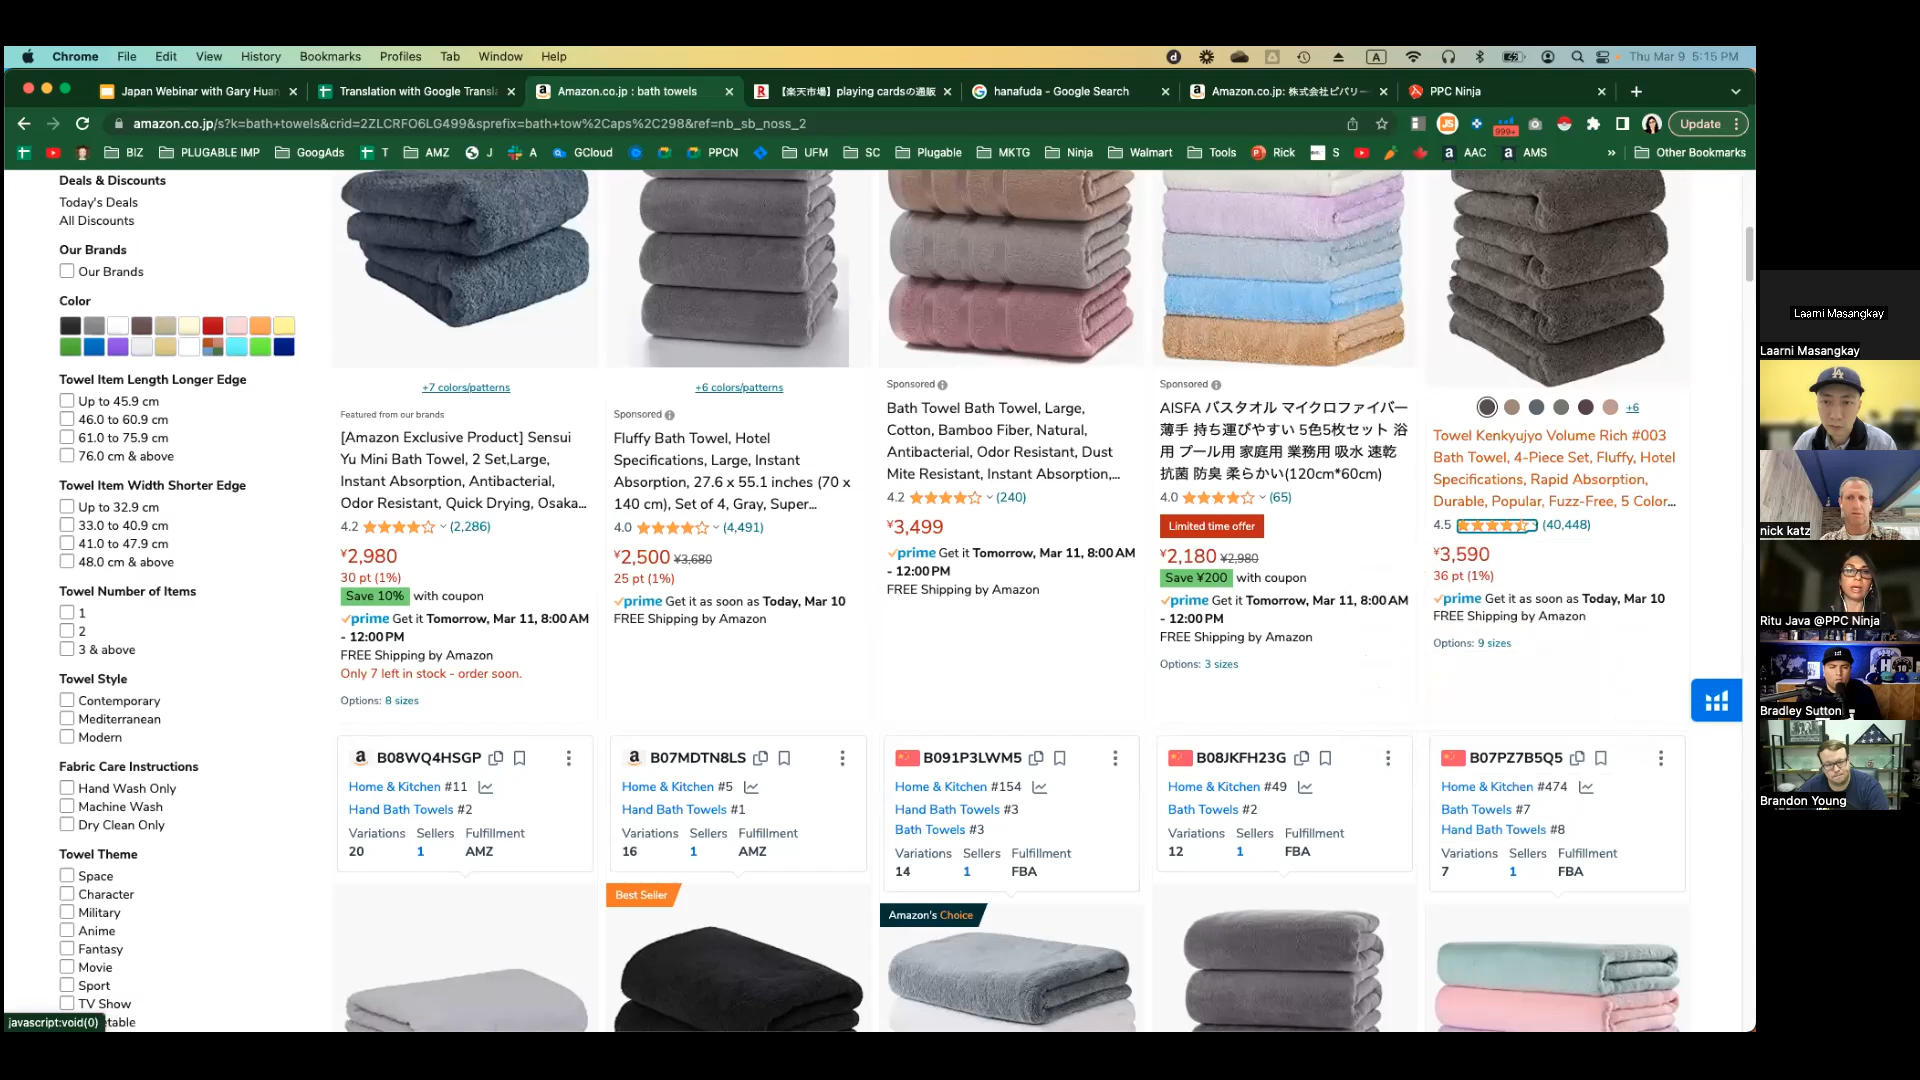 Chrome File Edit View History Bookmarks Profiles Tab Window Help
Thu Mar 9 5:15 PM
Japan Webinar with Gary Huan
Translation with Google Transla
Amazon.co.jp : bath towels
【楽天市場】playing cardsの通販
hanafuda - Google Search
Amazon.co.jp: 株式会社ビバリー
PPC Ninja
amazon.co.jp/s?k=bath+towels&crid=2ZLCRFO6LG499&sprefix=bath+tow%2Caps%2C298&ref=nb_sb_noss_2
999+
Update
BIZ PLUGABLE IMP GoogAds T AMZ J A GCloud PPCN UFM SC Plugable MKTG Ninja Walmart Tools Rick S AAC AMS » Other Bookmarks
Deals & Discounts
Today's Deals
All Discounts
Our Brands
Our Brands
Color
Towel Item Length Longer Edge
Up to 45.9 cm
46.0 to 60.9 cm
61.0 to 75.9 cm
76.0 cm & above
Towel Item Width Shorter Edge
Up to 32.9 cm
33.0 to 40.9 cm
41.0 to 47.9 cm
48.0 cm & above
Towel Number of Items
1
2
3 & above
Towel Style
Contemporary
Mediterranean
Modern
Fabric Care Instructions
Hand Wash Only
Machine Wash
Dry Clean Only
Towel Theme
Space
Character
Military
Anime
Fantasy
Movie
Sport
TV Show
etable
javascript:void(0)
+7 colors/patterns
Featured from our brands
[Amazon Exclusive Product] Sensui
Yu Mini Bath Towel, 2 Set,Large,
Instant Absorption, Antibacterial,
Odor Resistant, Quick Drying, Osaka...
4.2 (2,286)
¥2,980
30 pt (1%)
Save 10% with coupon
prime Get it Tomorrow, Mar 11, 8:00 AM
- 12:00 PM
FREE Shipping by Amazon
Only 7 left in stock - order soon.
Options: 8 sizes
+6 colors/patterns
Sponsored
Fluffy Bath Towel, Hotel
Specifications, Large, Instant
Absorption, 27.6 x 55.1 inches (70 x
140 cm), Set of 4, Gray, Super...
4.0 (4,491)
¥2,500 ¥3,680
25 pt (1%)
prime Get it as soon as Today, Mar 10
FREE Shipping by Amazon
Sponsored
Bath Towel Bath Towel, Large,
Cotton, Bamboo Fiber, Natural,
Antibacterial, Odor Resistant, Dust
Mite Resistant, Instant Absorption,...
4.2 (240)
¥3,499
prime Get it Tomorrow, Mar 11, 8:00 AM
- 12:00 PM
FREE Shipping by Amazon
Sponsored
AISFA バスタオル マイクロファイバー
薄手 持ち運びやすい 5色5枚セット 浴
用 プール用 家庭用 業務用 吸水 速乾
抗菌 防臭 柔らかい(120cm*60cm)
4.0 (65)
Limited time offer
¥2,180 ¥2,980
Save ¥200 with coupon
prime Get it Tomorrow, Mar 11, 8:00 AM
- 12:00 PM
FREE Shipping by Amazon
Options: 3 sizes
+6
Towel Kenkyujyo Volume Rich #003
Bath Towel, 4-Piece Set, Fluffy, Hotel
Specifications, Rapid Absorption,
Durable, Popular, Fuzz-Free, 5 Color...
4.5 (40,448)
¥3,590
36 pt (1%)
prime Get it as soon as Today, Mar 10
FREE Shipping by Amazon
Options: 9 sizes
B08WQ4HSGP
Home & Kitchen #11
Hand Bath Towels #2
Variations Sellers Fulfillment
20 1 AMZ
B07MDTN8LS
Home & Kitchen #5
Hand Bath Towels #1
Variations Sellers Fulfillment
16 1 AMZ
B091P3LWM5
Home & Kitchen #154
Hand Bath Towels #3
Bath Towels #3
Variations Sellers Fulfillment
14 1 FBA
B08JKFH23G
Home & Kitchen #49
Bath Towels #2
Variations Sellers Fulfillment
12 1 FBA
B07PZ7B5Q5
Home & Kitchen #474
Bath Towels #7
Hand Bath Towels #8
Variations Sellers Fulfillment
7 1 FBA
Best Seller
Amazon's Choice
Laarni Masangkay
Laarni Masangkay
nick katz
Ritu Java @PPC Ninja
Bradley Sutton
Brandon Young